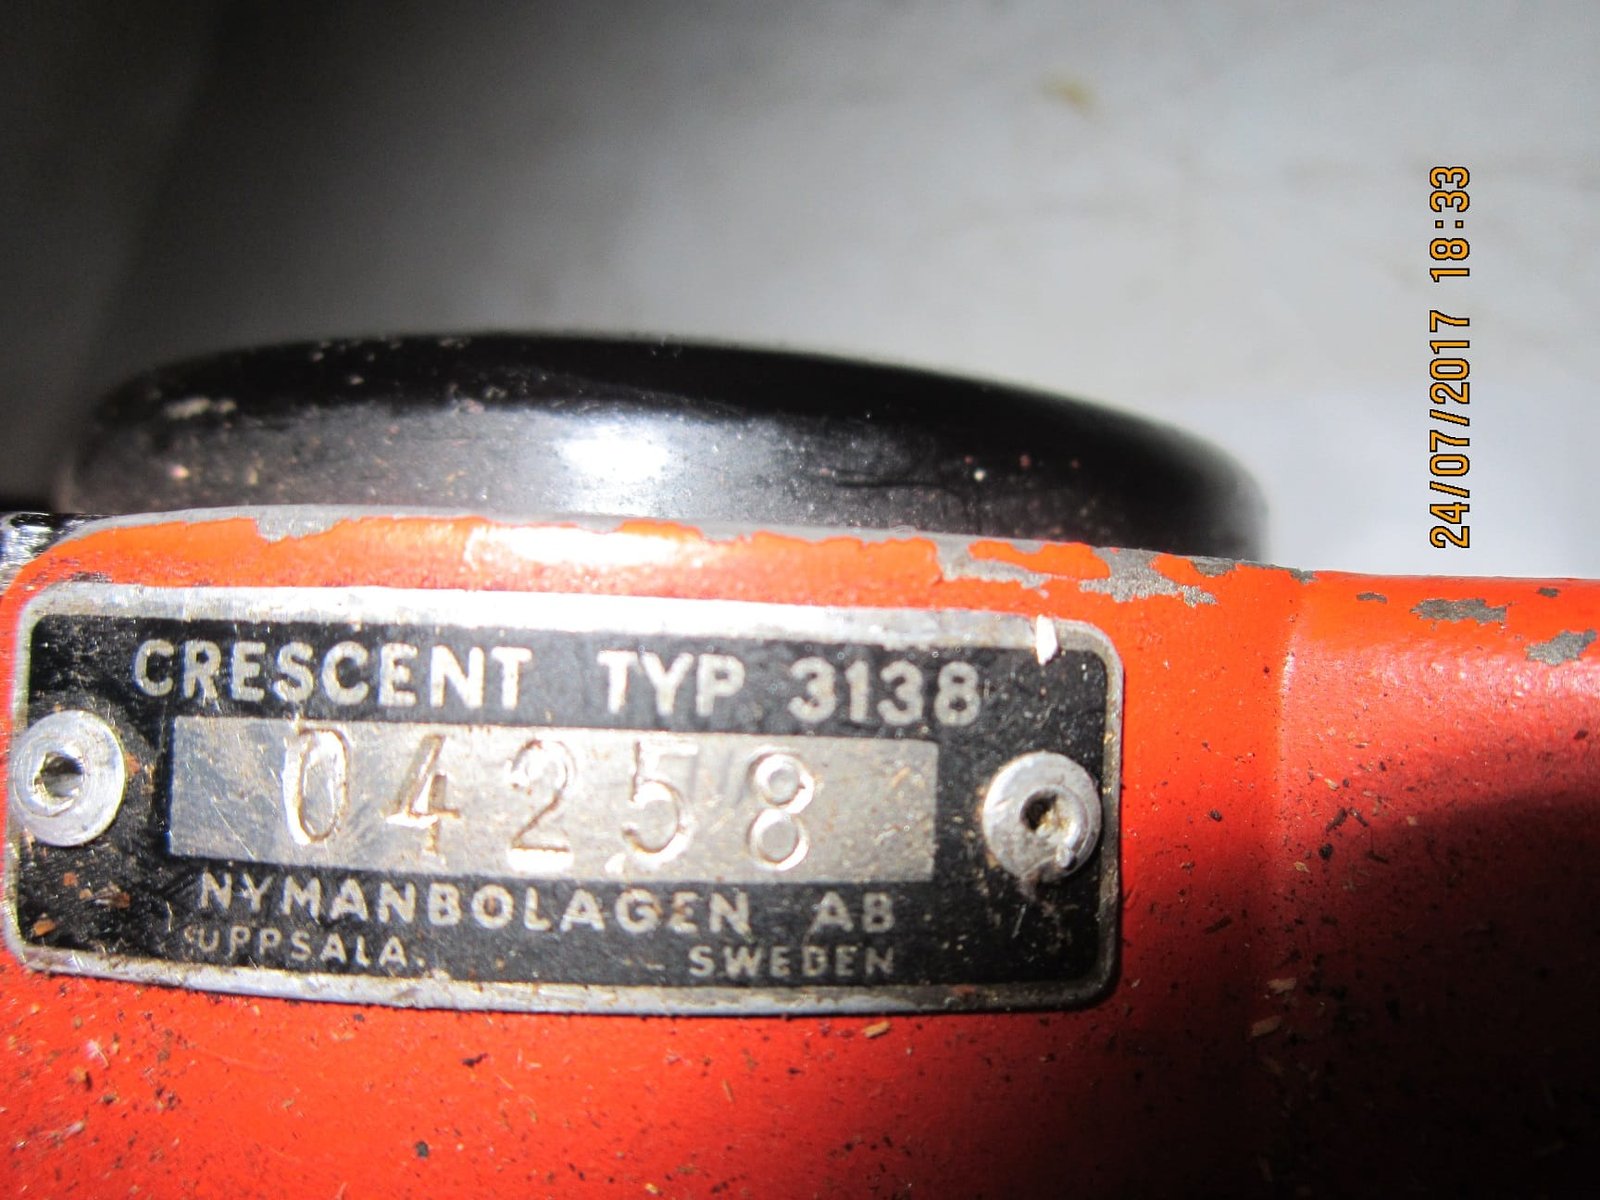 CRESCENT TYP 3138
04258
NYMANBOLAGEN AB
UPPSALA. SWEDEN
24/07/2017 18:33